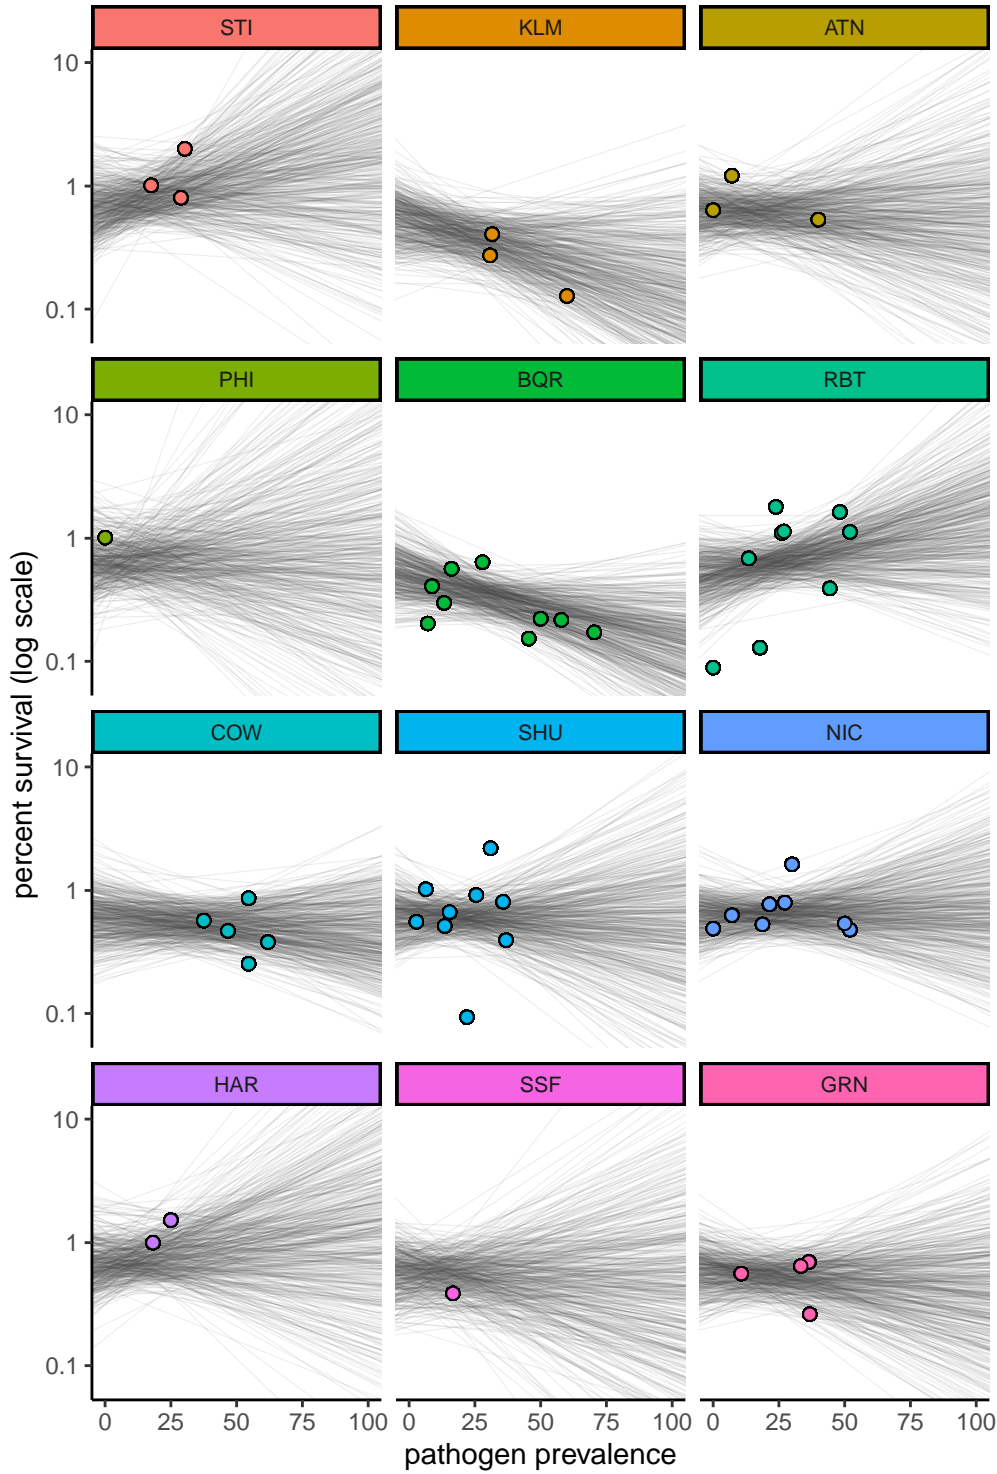 STI KLM ATN
10
1
0.1
PHI BQR RBT
10
1
0.1
COW SHU NIC
10
1
0.1
HAR SSF GRN
10
1
0.1
0 25 50 75 100 0 25 50 75 100 0 25 50 75 100
pathogen prevalence
percent survival (log scale)